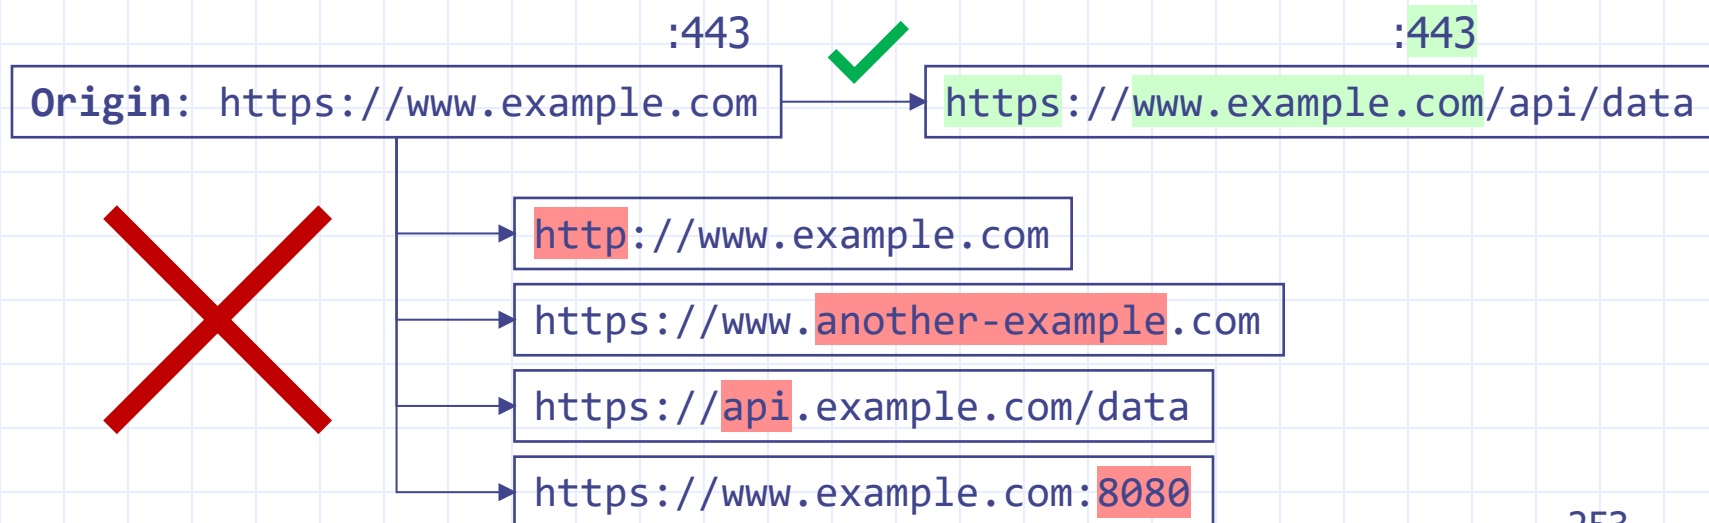 :443
:443
Origin: https://www.example.com
https://www.example.com/api/data
http://www.example.com
https://www.another-example.com
https://api.example.com/data
https://www.example.com:8080
253